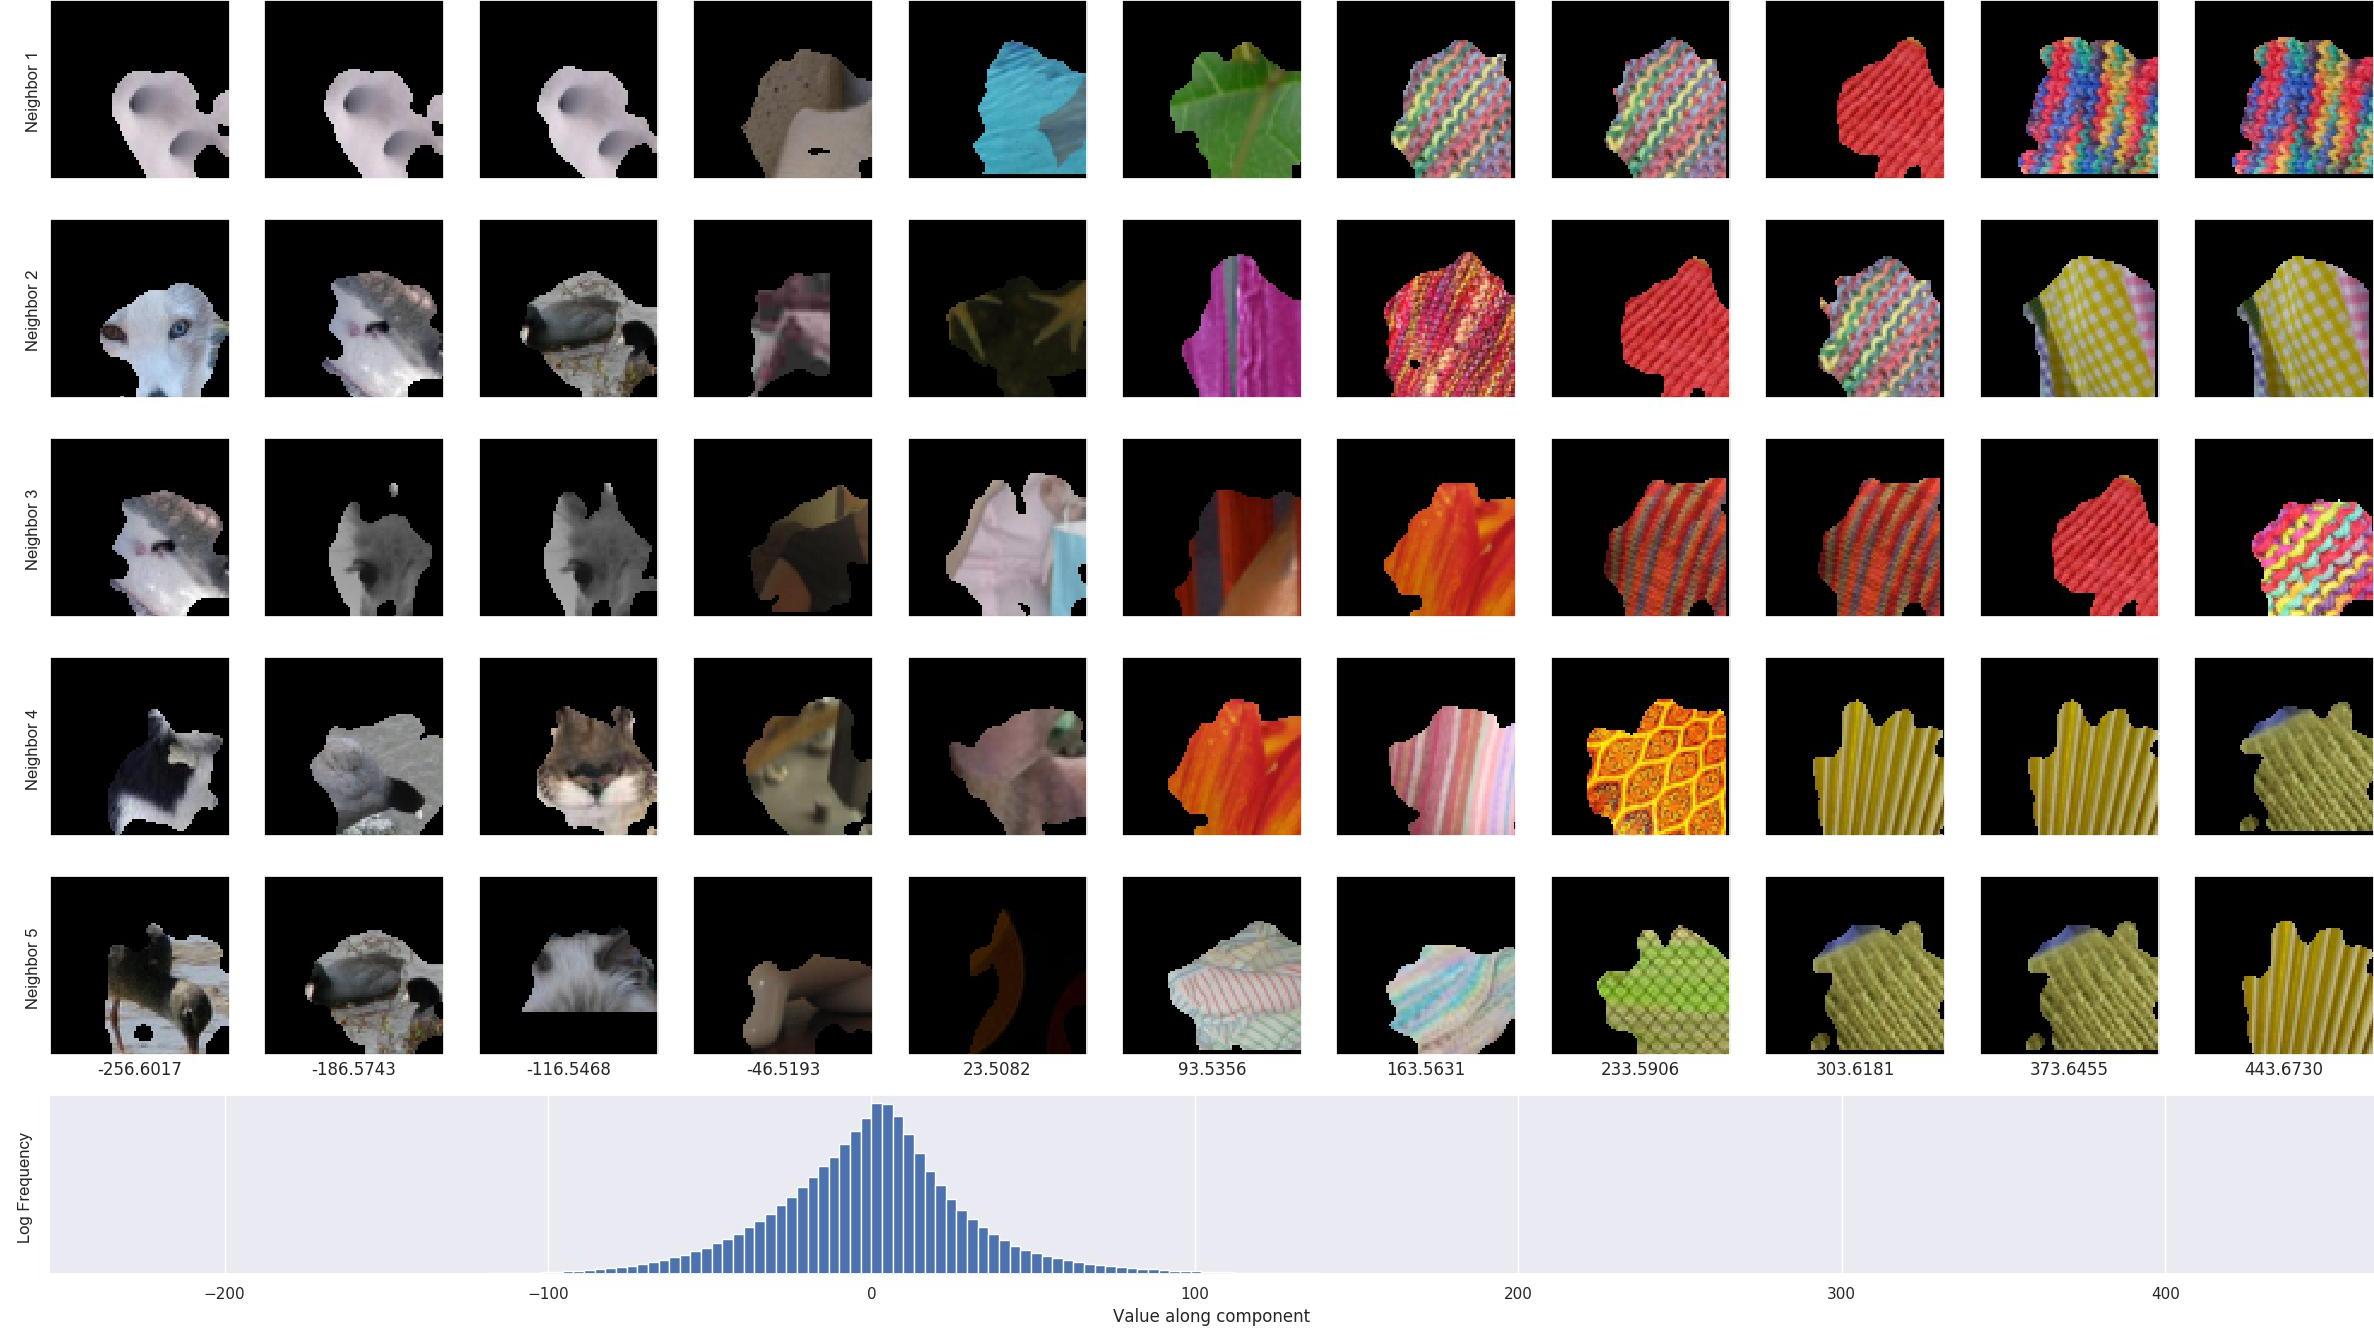 Neighbor 1
Neighbor 2
Neighbor 3
Neighbor 4
Neighbor 5
-256.6017 -186.5743 -116.5468 -46.5193 23.5082 93.5356 163.5631 233.5906 303.6181 373.6455 443.6730
Log Frequency
−200 −100 0 100 200 300 400
Value along component